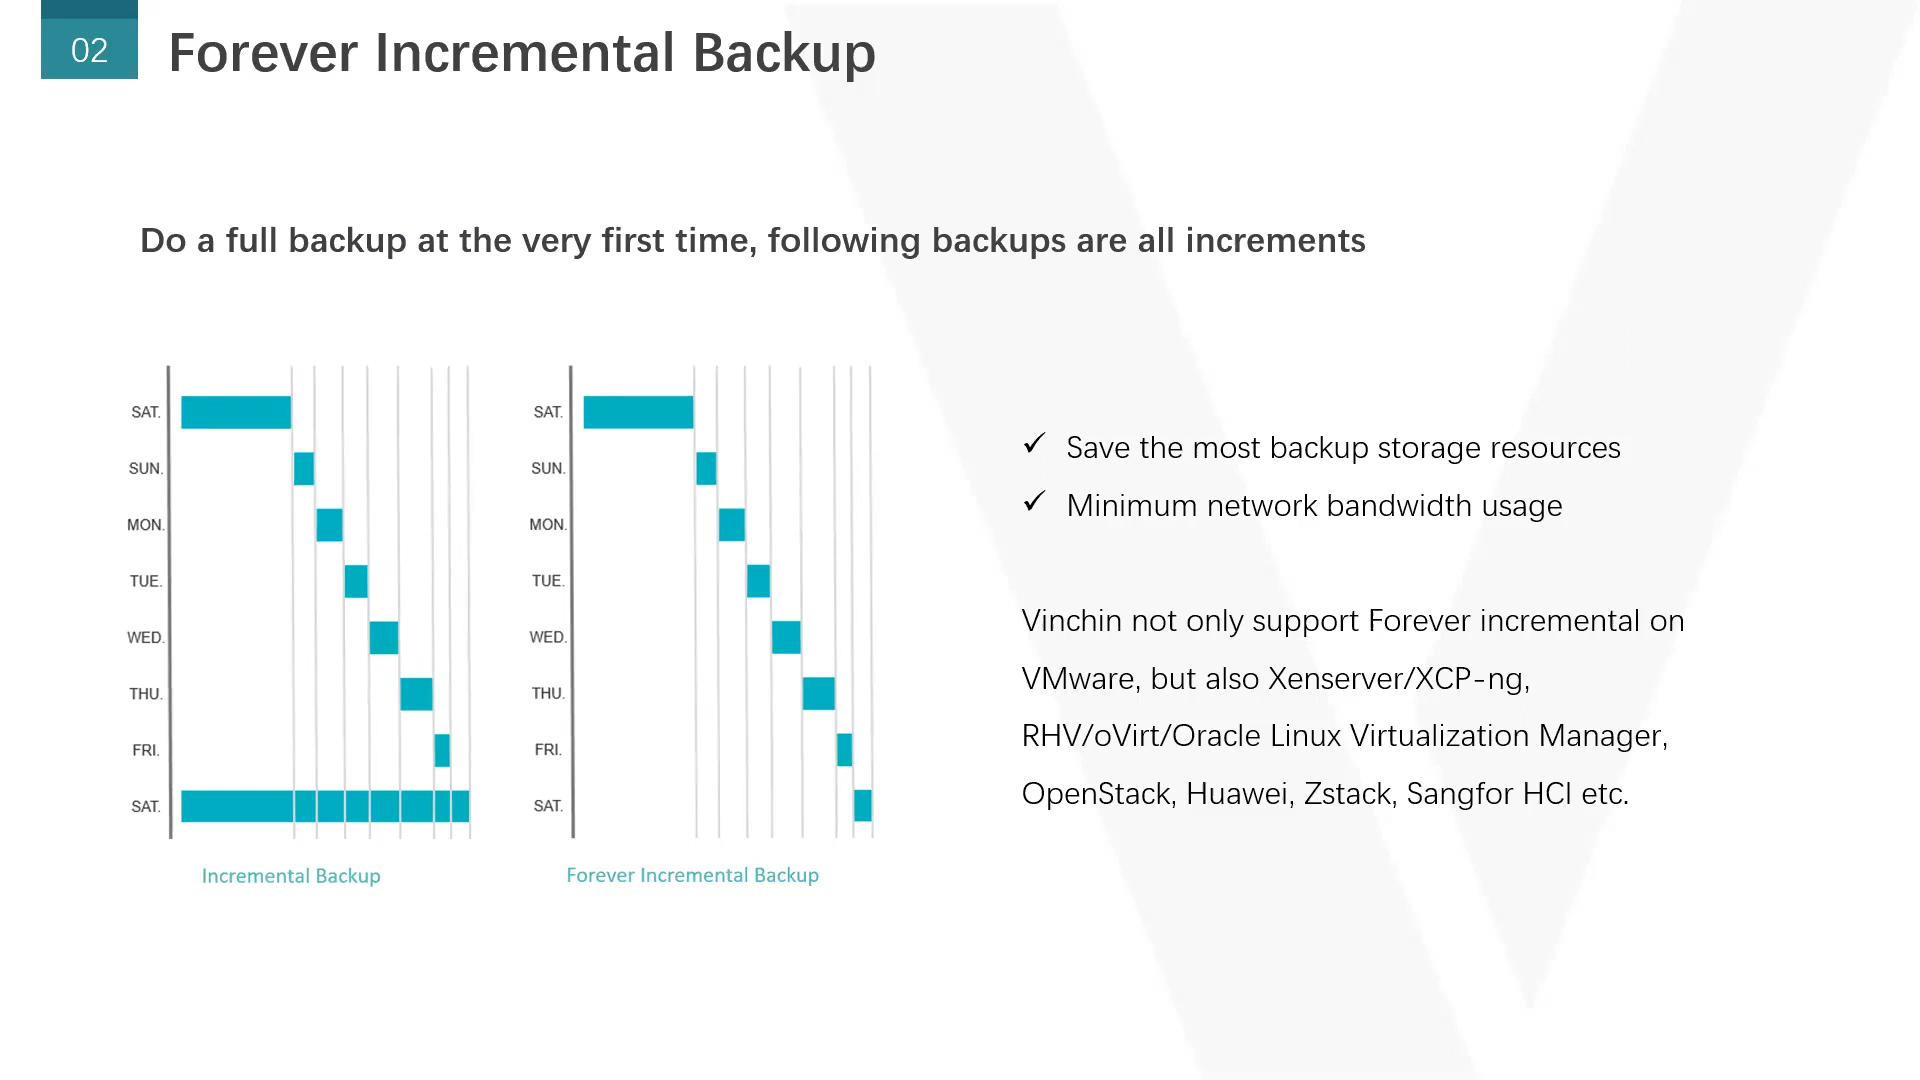 02
Forever Incremental Backup
Do a full backup at the very first time, following backups are all increments
SAT.
SUN.
MON.
TUE.
WED.
THU.
FRI.
SAT.
Incremental Backup
SAT.
SUN.
MON.
TUE.
WED.
THU.
FRI.
SAT.
Forever Incremental Backup
✓ Save the most backup storage resources
✓ Minimum network bandwidth usage
Vinchin not only support Forever incremental on
VMware, but also Xenserver/XCP-ng,
RHV/oVirt/Oracle Linux Virtualization Manager,
OpenStack, Huawei, Zstack, Sangfor HCI etc.